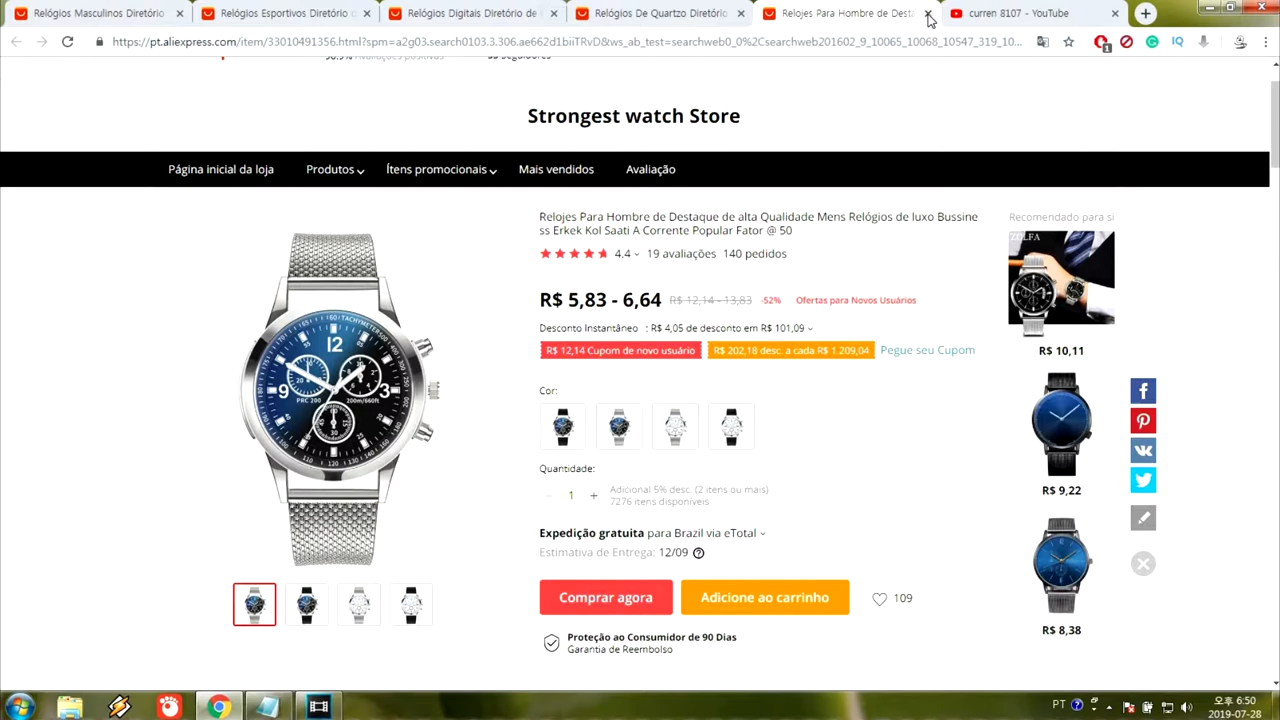 Relógios Masculinos Diretório
Relógios Esportivos Diretório d
Relógios Digitais Diretório de
Relógios De Quartzo Diretório
Relojes Para Hombre de Desta
curren 8107 - YouTube
https://pt.aliexpress.com/item/33010491356.html?spm=a2g03.search0103.3.306.ae662d1biiTRvD&ws_ab_test=searchweb0_0%2Csearchweb201602_9_10065_10068_10547_319_10...
Strongest watch Store
Página inicial da loja
Produtos
Ítens promocionais
Mais vendidos
Avaliação
Relojes Para Hombre de Destaque de alta Qualidade Mens Relógios de luxo Bussine
ss Erkek Kol Saati A Corrente Popular Fator @ 50
4.4 19 avaliações 140 pedidos
R$ 5,83 - 6,64 R$ 12,14 - 13,83 -52% Ofertas para Novos Usuários
Desconto Instantâneo : R$ 4,05 de desconto em R$ 101,09
R$ 12,14 Cupom de novo usuário R$ 202,18 desc. a cada R$ 1.209,04 Pegue seu Cupom
Cor:
Quantidade:
1
Adicional 5% desc. (2 itens ou mais)
7276 itens disponíveis
Expedição gratuita para Brazil via eTotal
Estimativa de Entrega: 12/09
Comprar agora
Adicione ao carrinho
109
Proteção ao Consumidor de 90 Dias
Garantia de Reembolso
TACHYMETER
12
9
3
PRC 200
200m/660ft
Recomendado para si
R$ 10,11
R$ 9,22
R$ 8,38
PT
오후 6:50
2019-07-28